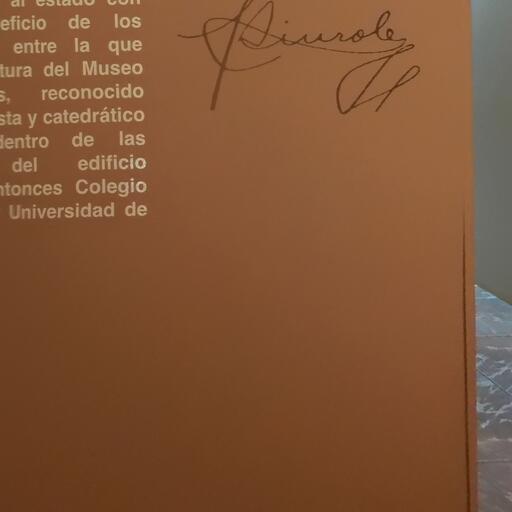 al estado con
eficio de los
entre la que
tura del Museo
s, reconocido
sta y catedrático
dentro de las
del edificio
ntonces Colegio
Universidad de